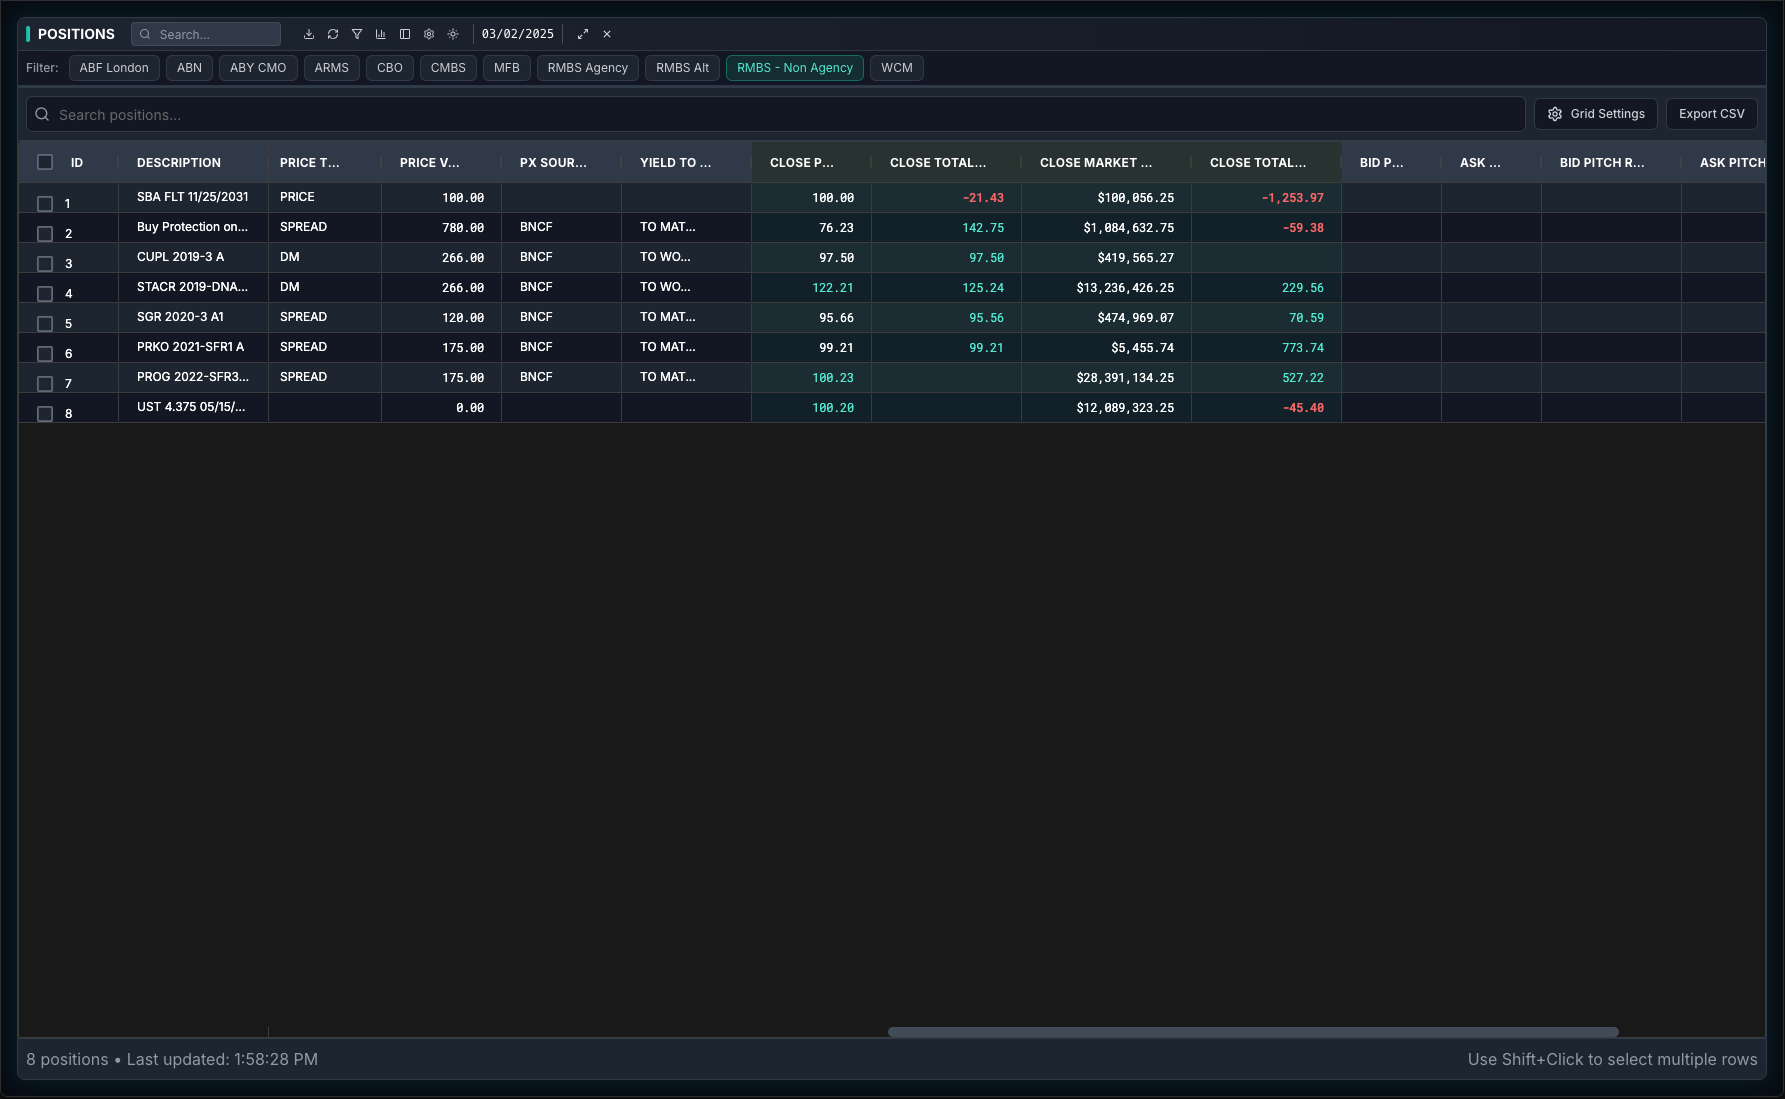 POSITIONS Search... 03/02/2025
Filter: ABF London ABN ABY CMO ARMS CBO CMBS MFB RMBS Agency RMBS Alt RMBS - Non Agency WCM
Search positions... Grid Settings Export CSV
ID DESCRIPTION PRICE T... PRICE V... PX SOUR... YIELD TO ... CLOSE P... CLOSE TOTAL... CLOSE MARKET ... CLOSE TOTAL... BID P... ASK ... BID PITCH R... ASK PITCH
1 SBA FLT 11/25/2031 PRICE 100.00 100.00 -21.43 $100,056.25 -1,253.97
2 Buy Protection on... SPREAD 780.00 BNCF TO MAT... 76.23 142.75 $1,084,632.75 -59.38
3 CUPL 2019-3 A DM 266.00 BNCF TO WO... 97.50 97.50 $419,565.27
4 STACR 2019-DNA... DM 266.00 BNCF TO WO... 122.21 125.24 $13,236,426.25 229.56
5 SGR 2020-3 A1 SPREAD 120.00 BNCF TO MAT... 95.66 95.56 $474,969.07 70.59
6 PRKO 2021-SFR1 A SPREAD 175.00 BNCF TO MAT... 99.21 99.21 $5,455.74 773.74
7 PROG 2022-SFR3... SPREAD 175.00 BNCF TO MAT... 100.23 $28,391,134.25 527.22
8 UST 4.375 05/15/... 0.00 100.20 $12,089,323.25 -45.40
8 positions • Last updated: 1:58:28 PM Use Shift+Click to select multiple rows